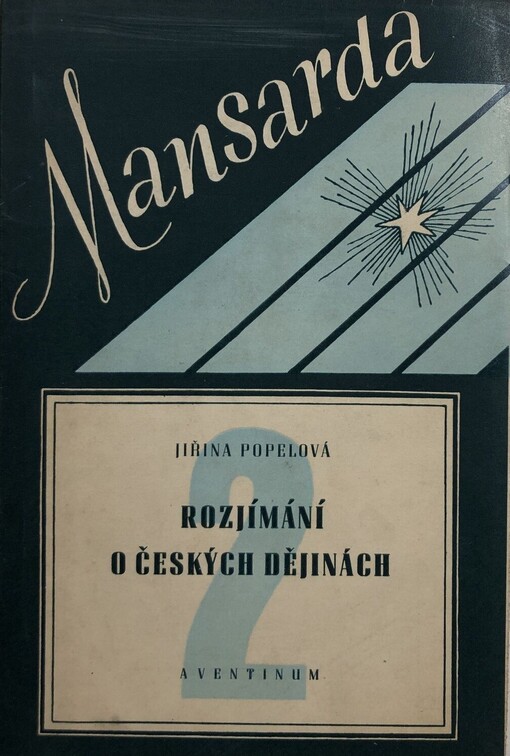 Mansarda
2
JIŘINA POPELOVÁ
ROZJÍMÁNÍ
O ČESKÝCH DĚJINÁCH
AVENTINUM